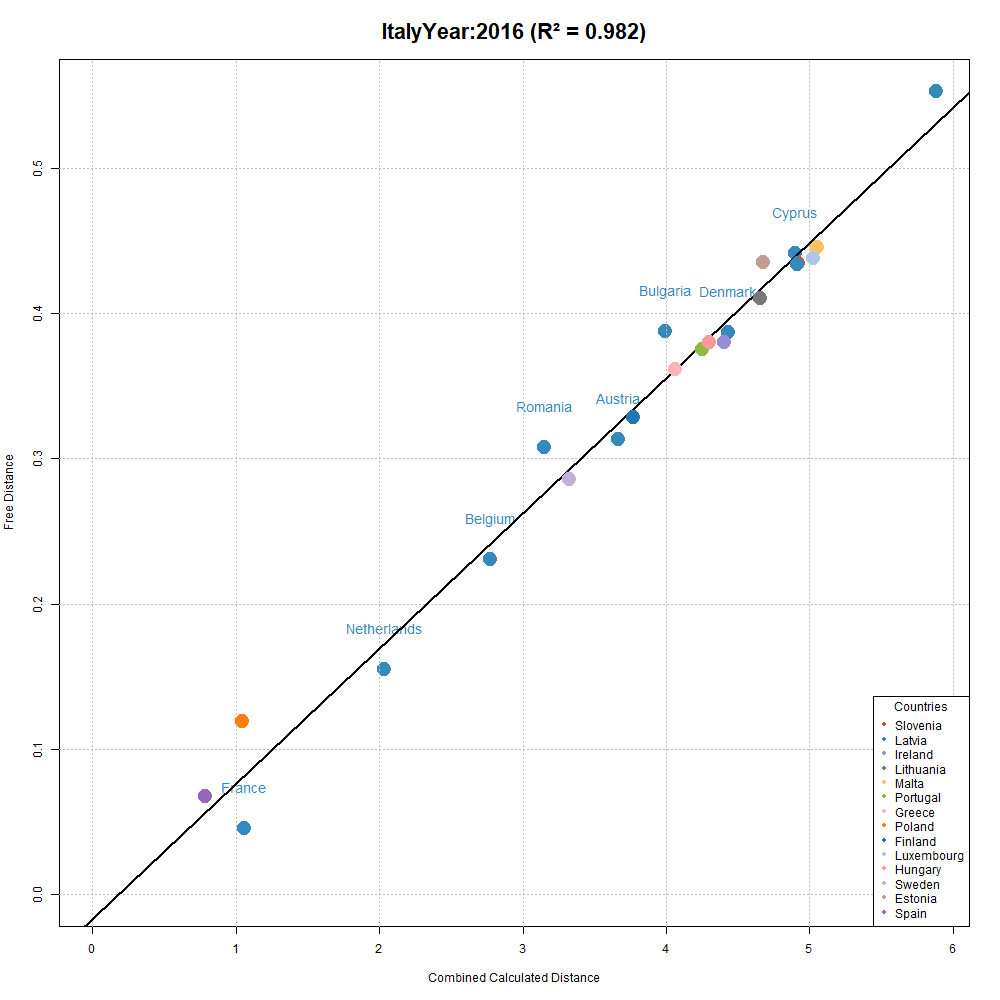 ItalyYear:2016 (R² = 0.982)
0.5
0.4
0.3
0.2
0.1
0.0
Free Distance
Cyprus
Bulgaria
Denmark
Austria
Romania
Belgium
Netherlands
France
Countries
Slovenia
Latvia
Ireland
Lithuania
Malta
Portugal
Greece
Poland
Finland
Luxembourg
Hungary
Sweden
Estonia
Spain
0 1 2 3 4 5 6
Combined Calculated Distance